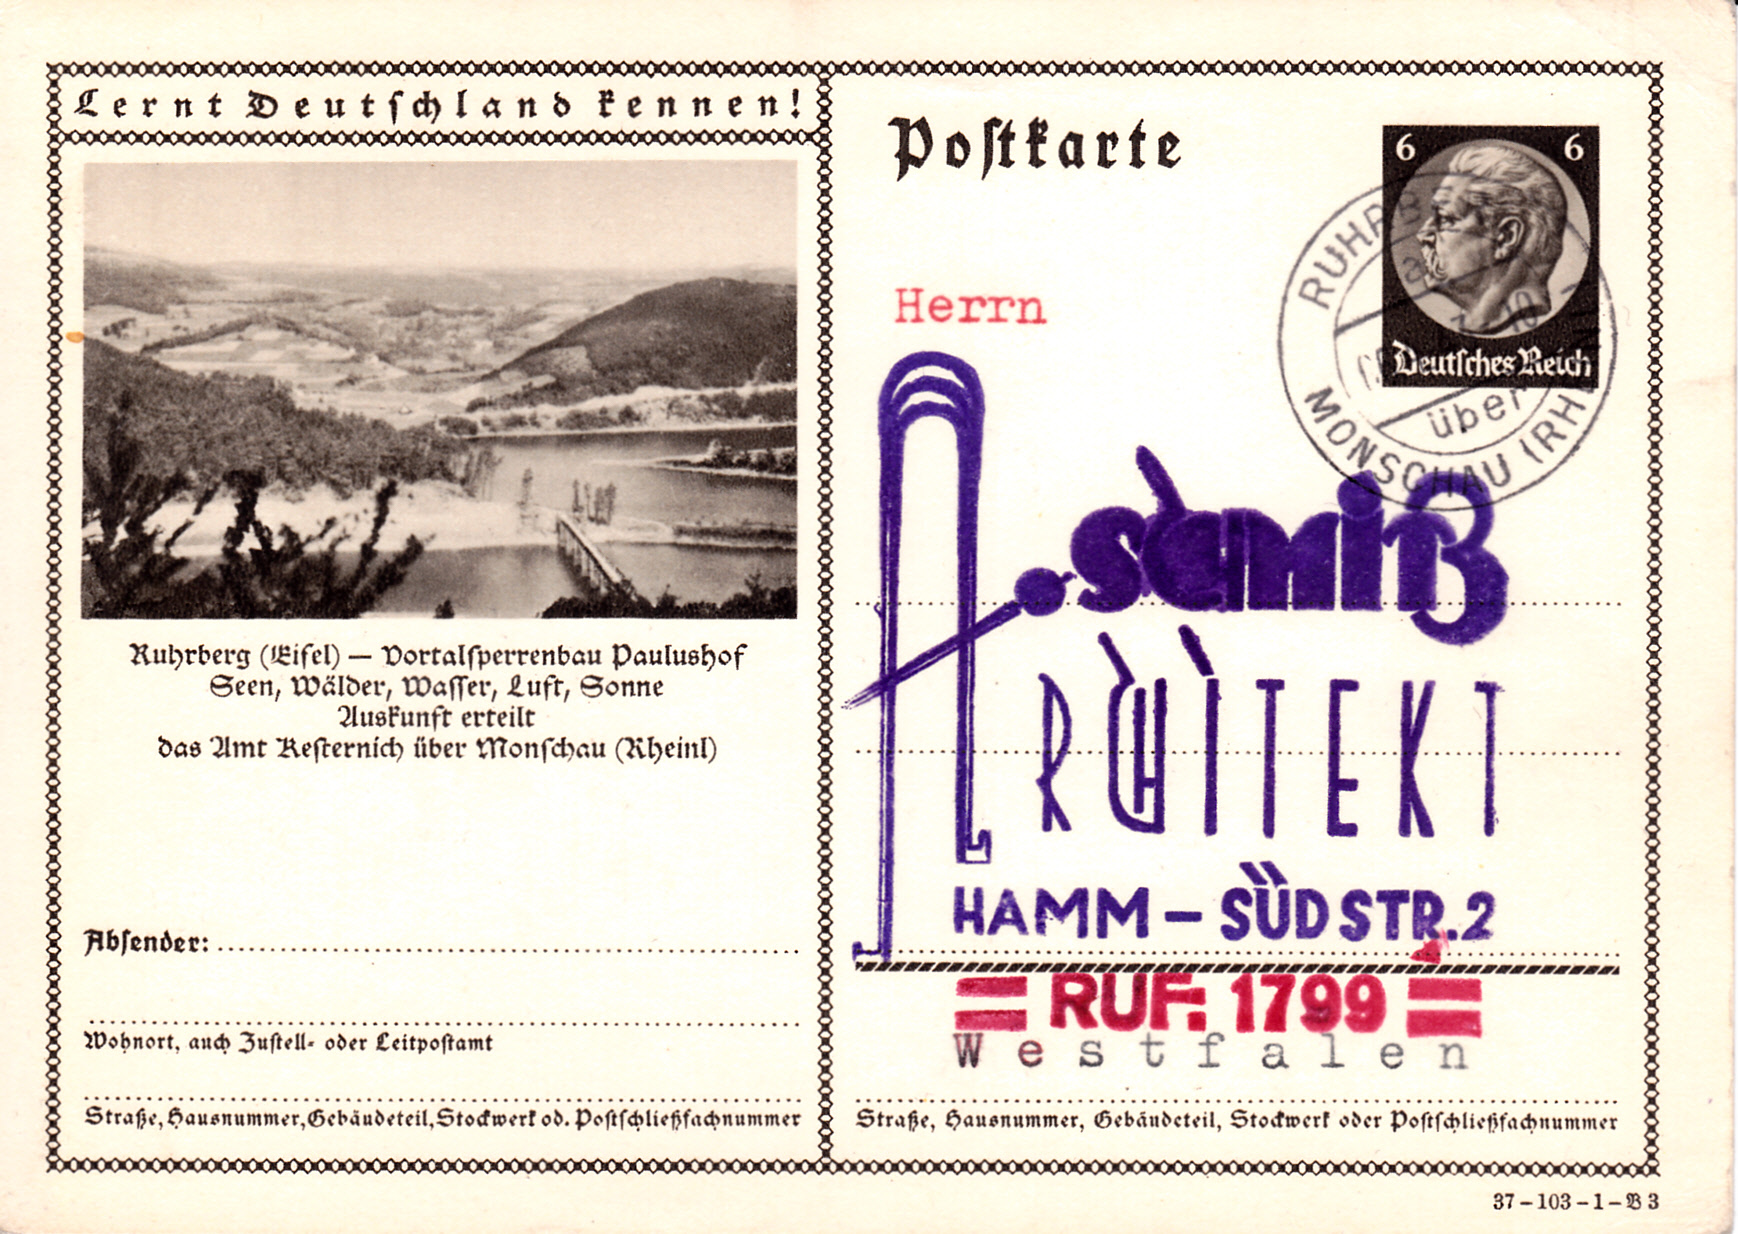 Lernt Deutschland kennen!
Ruhrberg (Eifel) — Vortalsperrenbau Paulushof
Seen, Wälder, Wasser, Luft, Sonne
Auskunft erteilt
das Amt Kesternich über Monschau (Rheinl)
Absender:
Wohnort, auch Zustell- oder Leitpostamt
Straße, Hausnummer, Gebäudeteil, Stockwerk od. Postschließfachnummer
Postkarte
6 6
Deutsches Reich
über
MONSCHAU (RH
Herrn
A. Schmitz
ARCHITEKT
HAMM – SÜDSTR. 2
= RUF: 1799 =
Westfalen
Straße, Hausnummer, Gebäudeteil, Stockwerk oder Postschließfachnummer
37–103–1–B 3